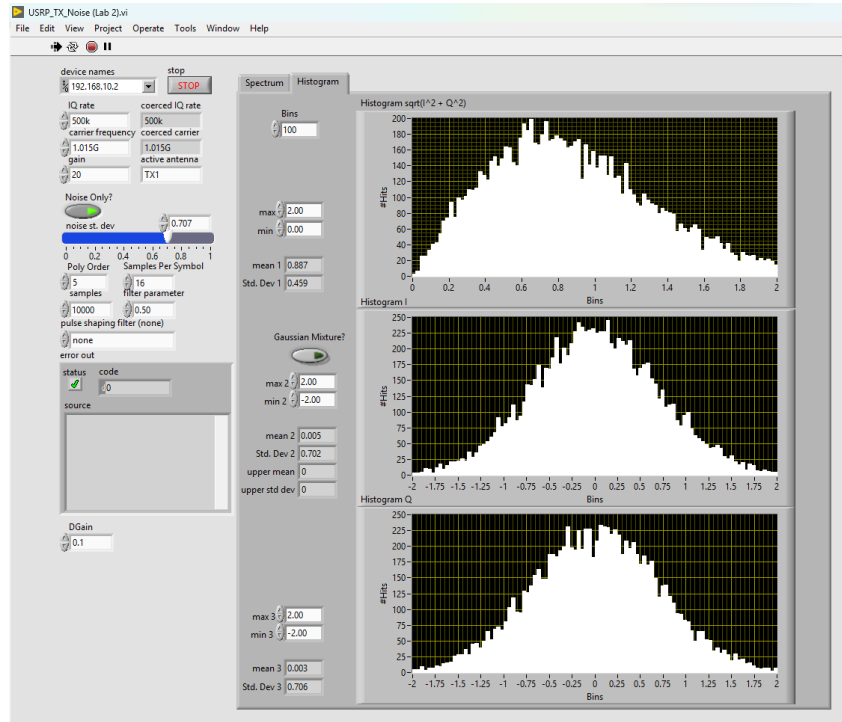 USRP_TX_Noise (Lab 2).vi
File Edit View Project Operate Tools Window Help
device names
192.168.10.2
stop
STOP
IQ rate
500k
coerced IQ rate
500k
carrier frequency
1.015G
coerced carrier
1.015G
gain
20
active antenna
TX1
Noise Only?
noise st. dev
0.707
0 0.2 0.4 0.6 0.8 1
Poly Order
5
Samples Per Symbol
16
samples
10000
filter parameter
0.50
pulse shaping filter (none)
none
error out
status
code
0
source
DGain
0.1
Spectrum Histogram
Bins
100
max 2.00
min 0.00
mean 1 0.887
Std. Dev 1 0.459
Gaussian Mixture?
max 2 2.00
min 2 -2.00
mean 2 0.005
Std. Dev 2 0.702
upper mean 0
upper std dev 0
max 3 2.00
min 3 -2.00
mean 3 0.003
Std. Dev 3 0.706
Histogram sqrt(I^2 + Q^2)
#Hits
200
180
160
140
120
100
80
60
40
20
0
0 0.2 0.4 0.6 0.8 1 1.2 1.4 1.6 1.8 2
Bins
Histogram I
#Hits
250
225
200
175
150
125
100
75
50
25
0
-2 -1.75 -1.5 -1.25 -1 -0.75 -0.5 -0.25 0 0.25 0.5 0.75 1 1.25 1.5 1.75 2
Bins
Histogram Q
#Hits
250
225
200
175
150
125
100
75
50
25
0
-2 -1.75 -1.5 -1.25 -1 -0.75 -0.5 -0.25 0 0.25 0.5 0.75 1 1.25 1.5 1.75 2
Bins